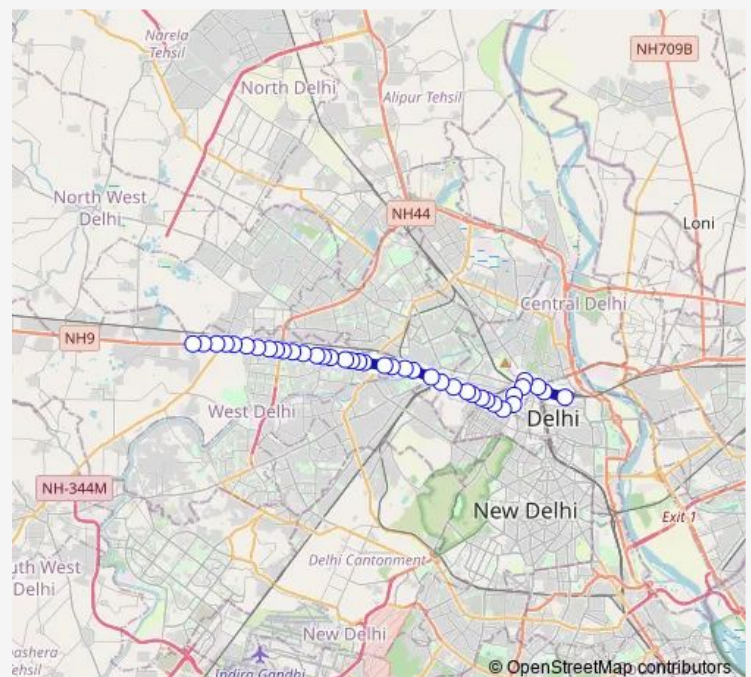 Narela
Tehsil
NH709B
North Delhi
Alipur Tehsil
North West
Delhi
NH44
Loni
Central Delhi
NH9
West Delhi
Delhi
NH-344M
New Delhi
Exit 1
uth West
Delhi
Delhi Cantonment
New Delhi
ashera
Tehsil
Indira Gandhi
© OpenStreetMap contributors